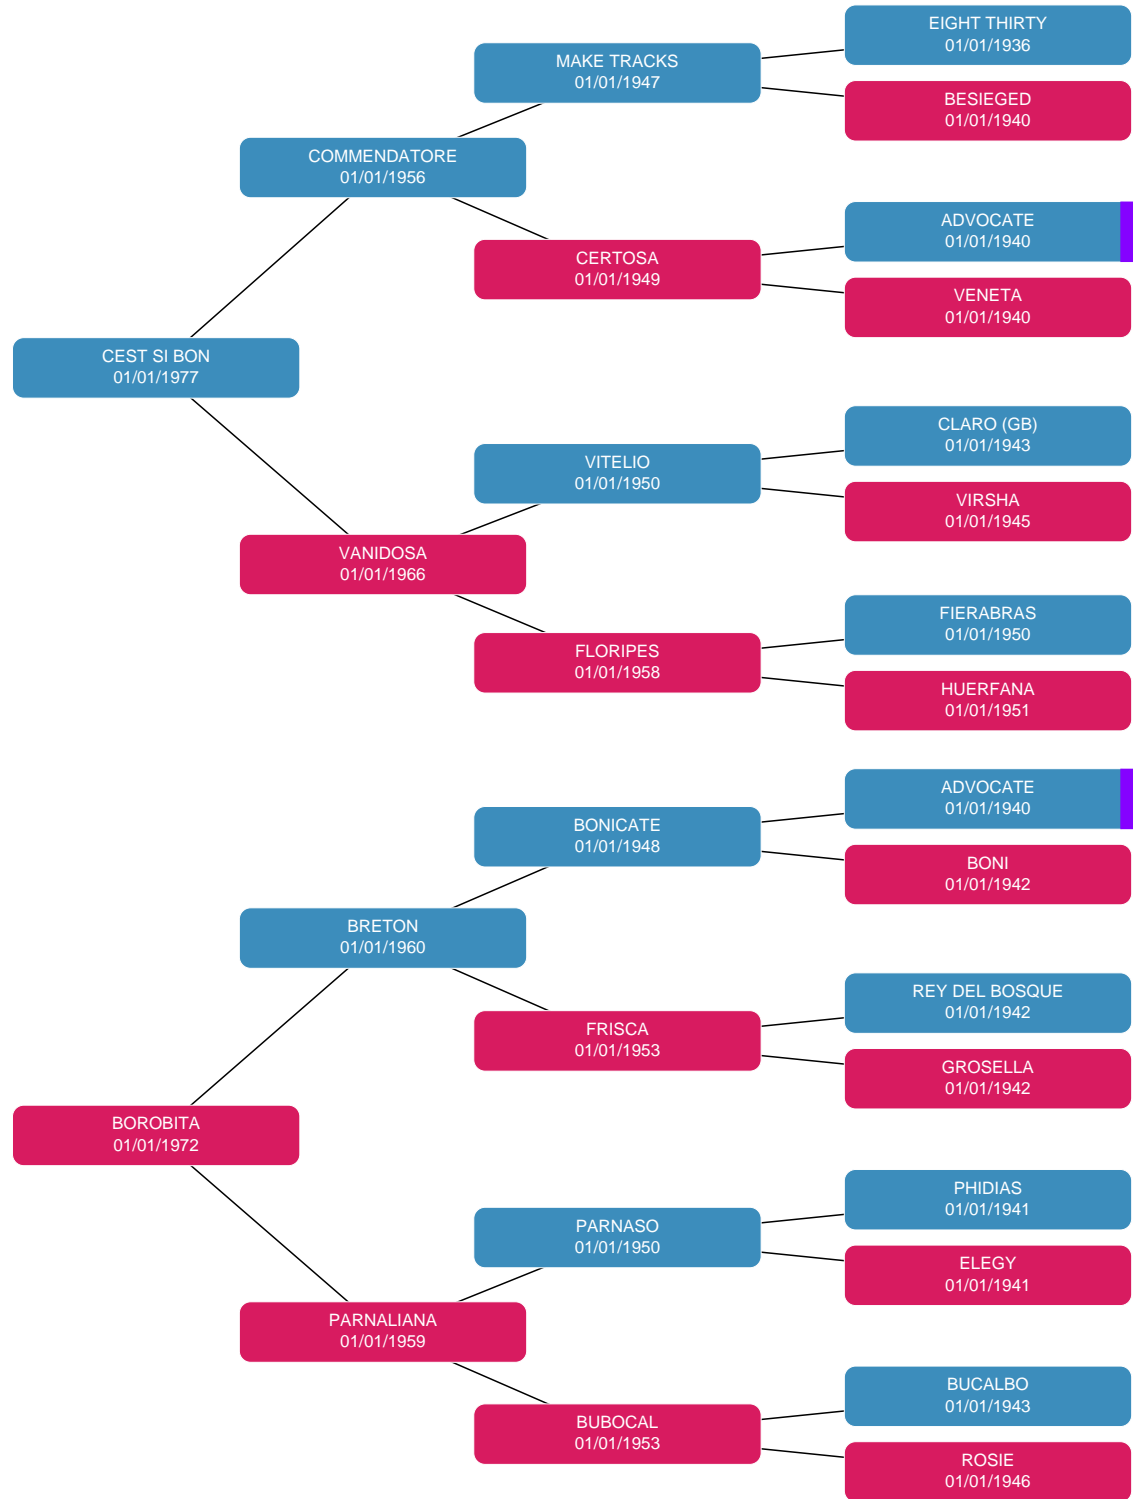 EIGHT THIRTY
01/01/1936
MAKE TRACKS
01/01/1947
BESIEGED
01/01/1940
COMMENDATORE
01/01/1956
ADVOCATE
01/01/1940
CERTOSA
01/01/1949
VENETA
01/01/1940
CEST SI BON
01/01/1977
CLARO (GB)
01/01/1943
VITELIO
01/01/1950
VIRSHA
01/01/1945
VANIDOSA
01/01/1966
FIERABRAS
01/01/1950
FLORIPES
01/01/1958
HUERFANA
01/01/1951
ADVOCATE
01/01/1940
BONICATE
01/01/1948
BONI
01/01/1942
BRETON
01/01/1960
REY DEL BOSQUE
01/01/1942
FRISCA
01/01/1953
GROSELLA
01/01/1942
BOROBITA
01/01/1972
PHIDIAS
01/01/1941
PARNASO
01/01/1950
ELEGY
01/01/1941
PARNALIANA
01/01/1959
BUCALBO
01/01/1943
BUBOCAL
01/01/1953
ROSIE
01/01/1946